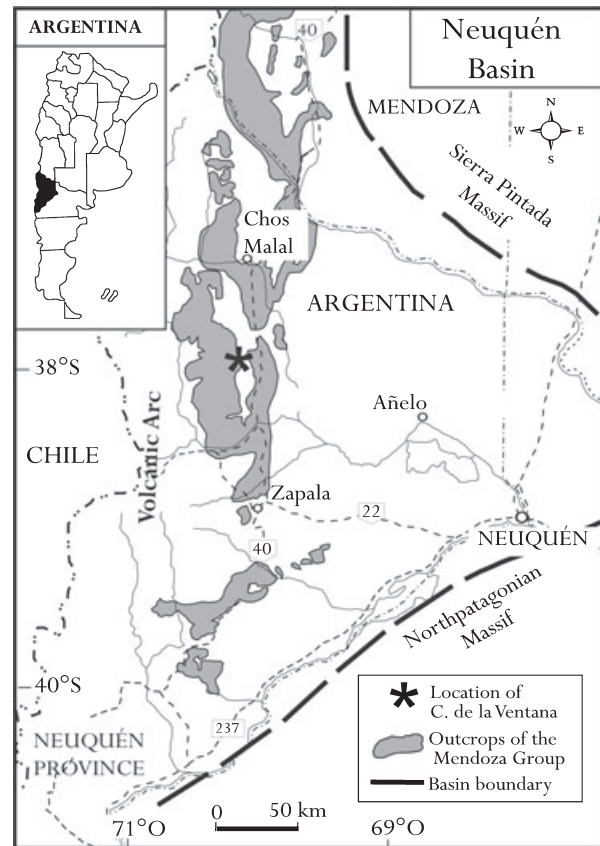 ARGENTINA
40
Neuquén
Basin
MENDOZA
N
W E
S
Sierra Pintada
Massif
Chos
Malal
ARGENTINA
38°S
Añelo
CHILE
Volcanic Arc
Zapala
22
NEUQUÉN
40
Northpatagonian
Massif
40°S
237
NEUQUÉN
PROVINCE
Location of
C. de la Ventana
Outcrops of the
Mendoza Group
Basin boundary
0 50 km
71°O
69°O